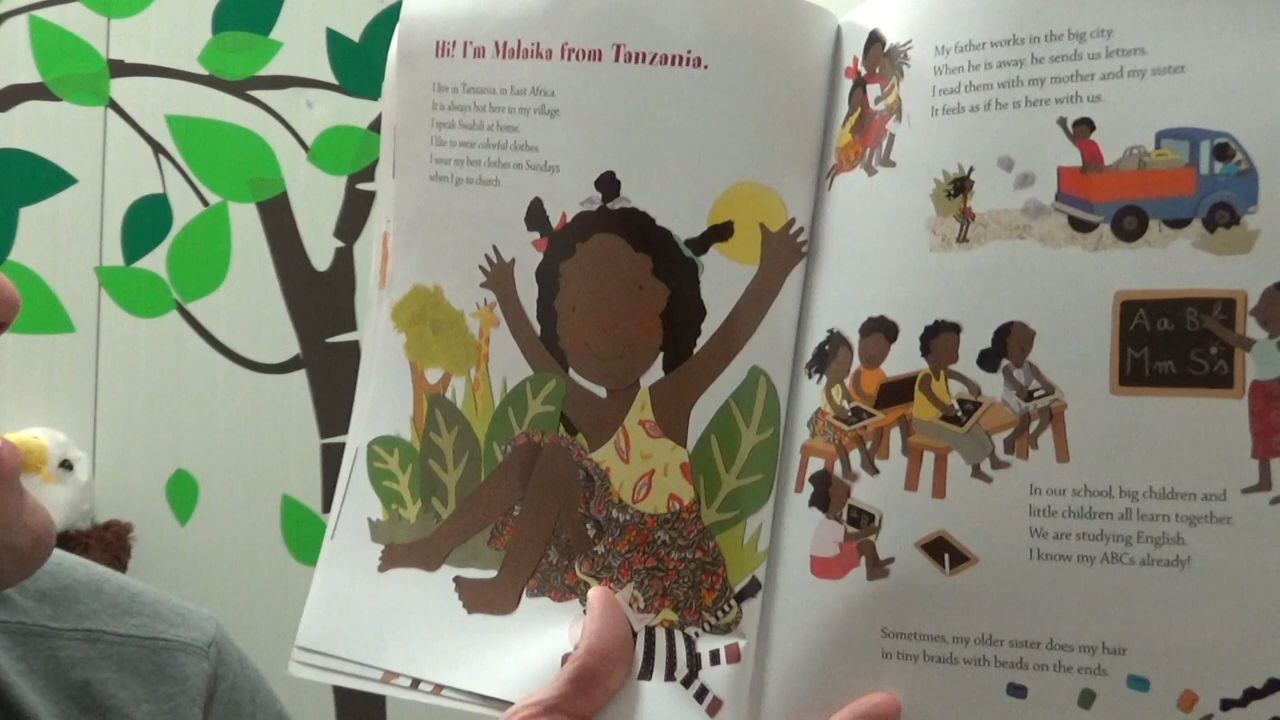 Hi! I'm Malaika from Tanzania.
I live in Tanzania, in East Africa.
It is always hot here in my village.
I speak Swahili at home.
I like to wear colorful clothes.
I wear my best clothes on Sundays
when I go to church.
My father works in the big city.
When he is away, he sends us letters.
I read them with my mother and my sister.
It feels as if he is here with us.
A a B
M m S s
In our school, big children and
little children all learn together.
We are studying English.
I know my ABCs already!
Sometimes, my older sister does my hair
in tiny braids with beads on the ends.